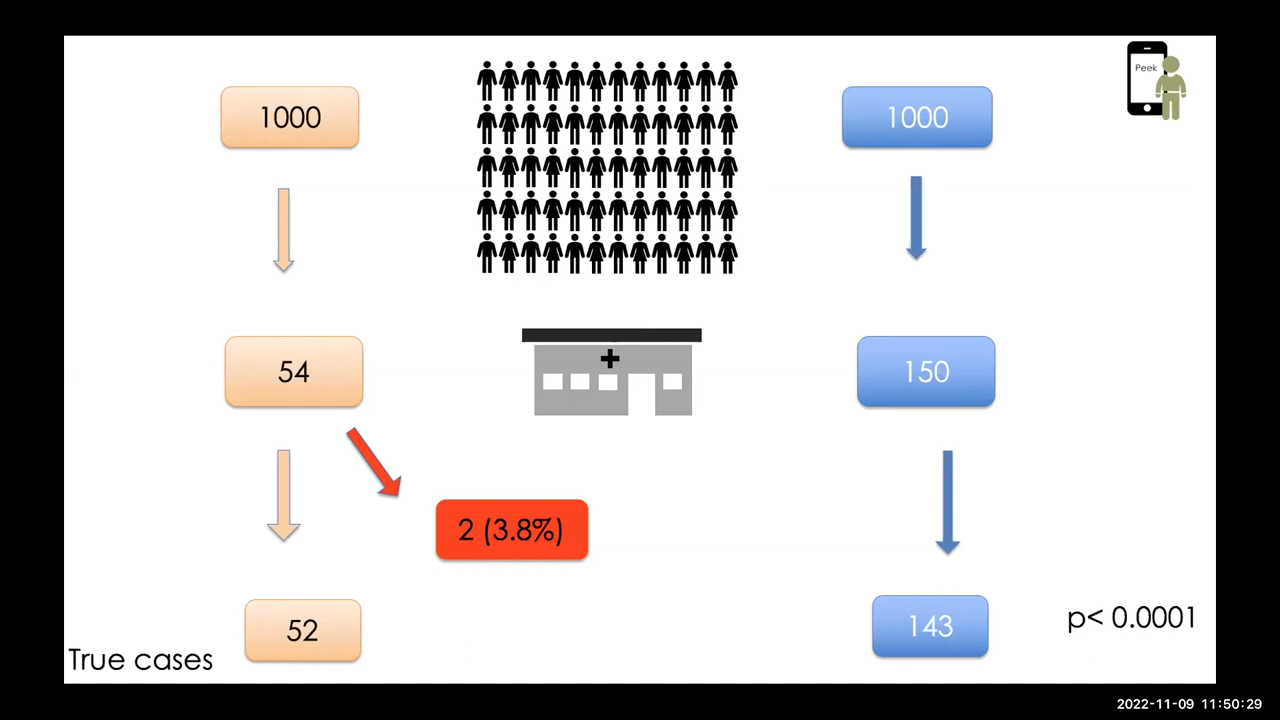 1000
1000
Peek
54
150
2 (3.8%)
52
143
p< 0.0001
True cases
2022-11-09 11:50:29